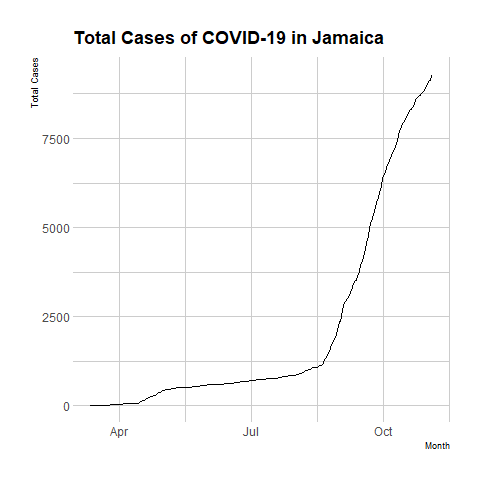 Total Cases of COVID-19 in Jamaica
Total Cases
7500
5000
2500
0
Apr Jul Oct
Month